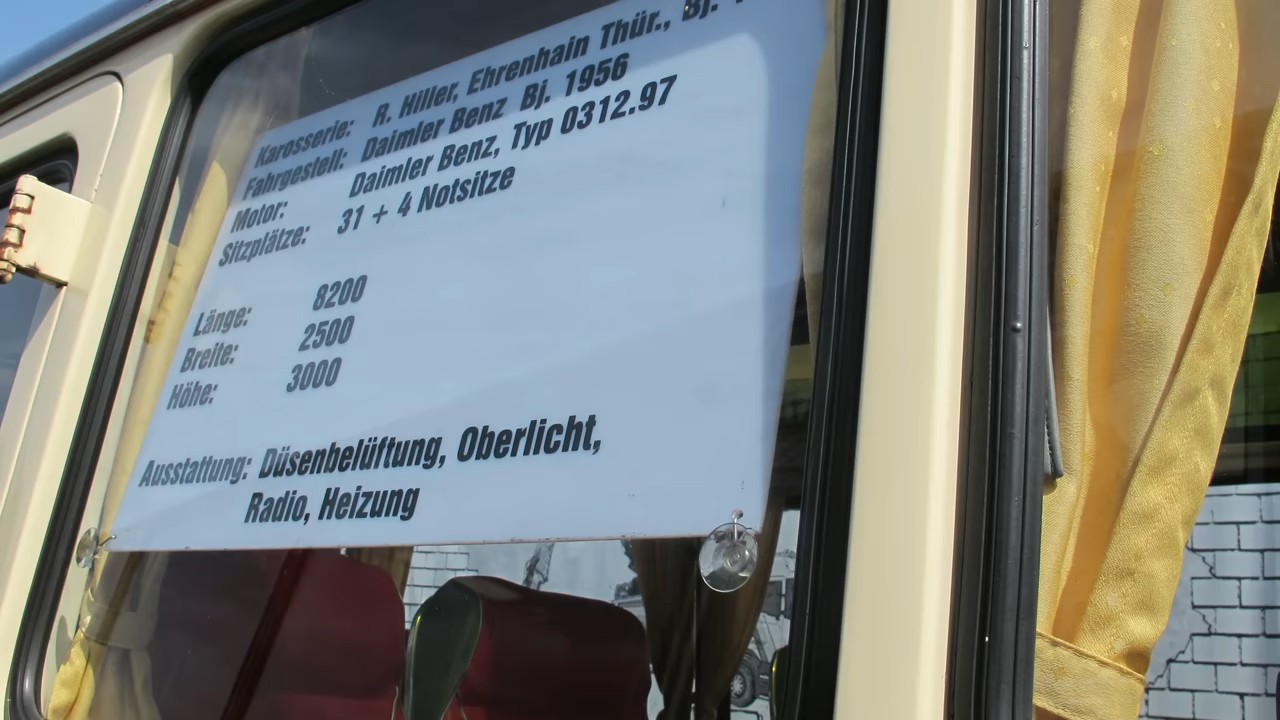 Karosserie: R. Hiller, Ehrenhain Thür., Bj.
Fahrgestell: Daimler Benz Bj. 1956
Motor: Daimler Benz, Typ 0312.97
Sitzplätze: 31 + 4 Notsitze
Länge: 8200
Breite: 2500
Höhe: 3000
Ausstattung: Düsenbelüftung, Oberlicht,
Radio, Heizung